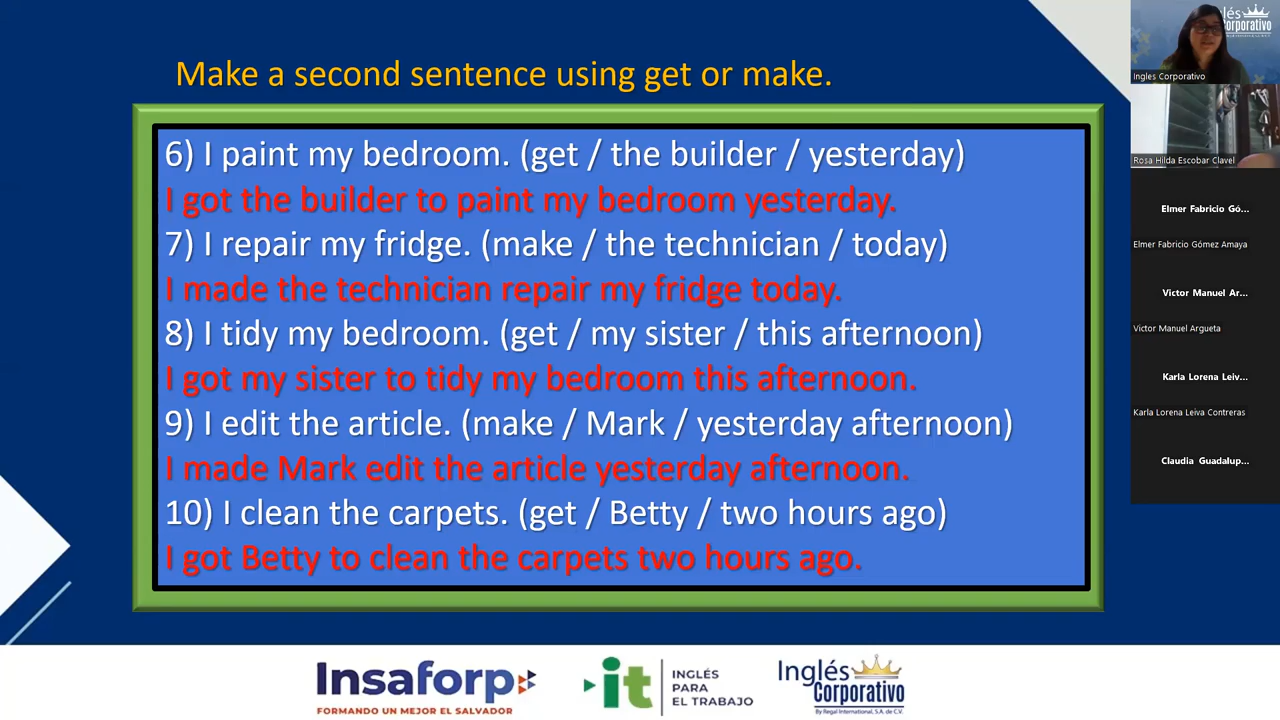 Make a second sentence using get or make.
6) I paint my bedroom. (get / the builder / yesterday)
I got the builder to paint my bedroom yesterday.
7) I repair my fridge. (make / the technician / today)
I made the technician repair my fridge today.
8) I tidy my bedroom. (get / my sister / this afternoon)
I got my sister to tidy my bedroom this afternoon.
9) I edit the article. (make / Mark / yesterday afternoon)
I made Mark edit the article yesterday afternoon.
10) I clean the carpets. (get / Betty / two hours ago)
I got Betty to clean the carpets two hours ago.
Insaforp
FORMANDO UN MEJOR EL SALVADOR
it
INGLÉS
PARA
EL TRABAJO
Inglés
Corporativo
By Regal International, S.A. de C.V.
lés
orporativo
Ingles Corporativo
Rosa Hilda Escobar Clavel
Elmer Fabricio Gó...
Elmer Fabricio Gómez Amaya
Victor Manuel Ar...
Victor Manuel Argueta
Karla Lorena Leiv...
Karla Lorena Leiva Contreras
Claudia Guadalup...